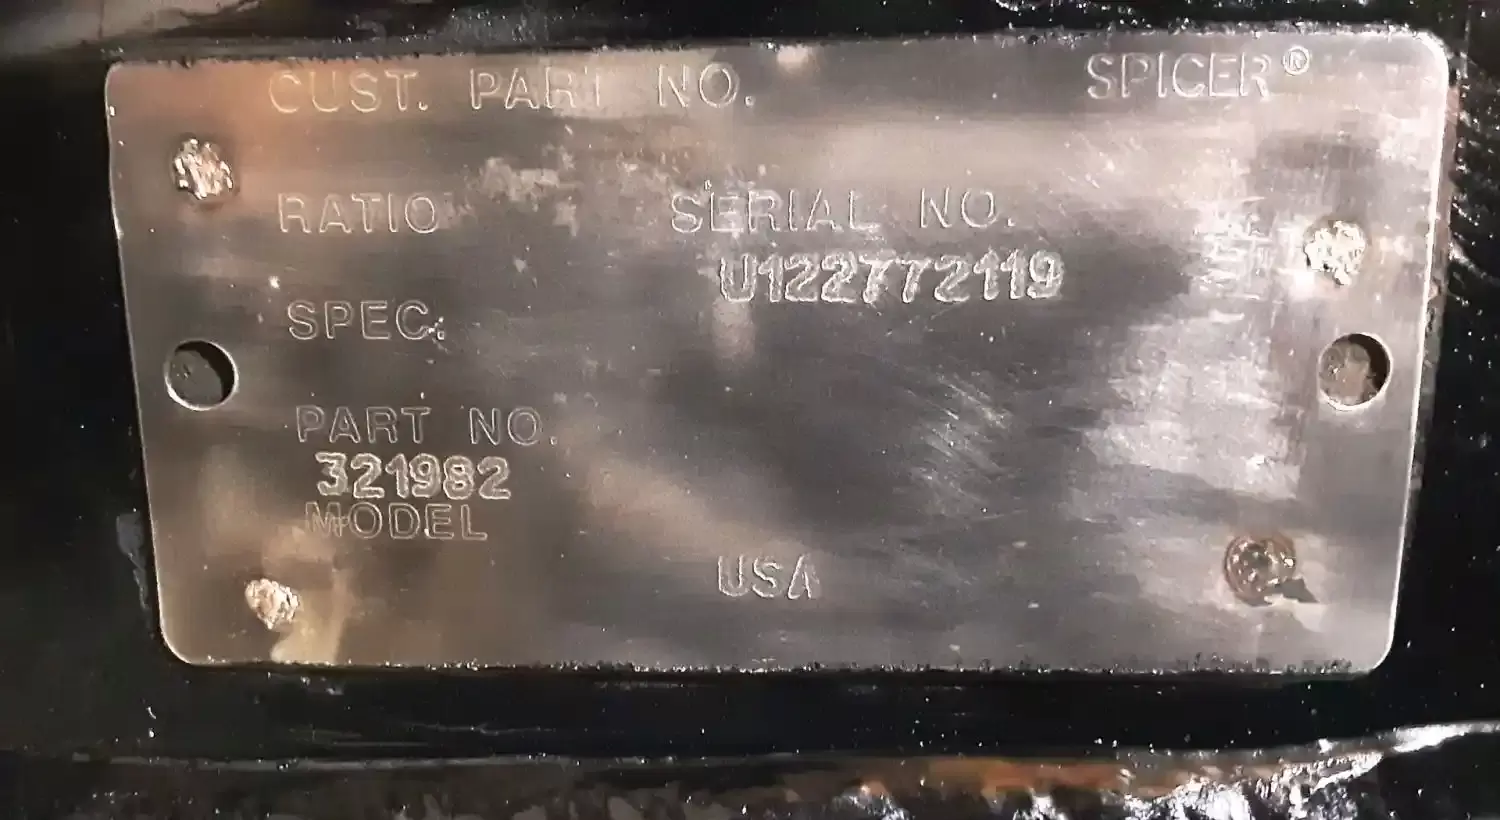 CUST. PART NO. SPICER®
RATIO SERIAL NO.
U122772119
SPEC.
PART NO.
321982
MODEL
USA